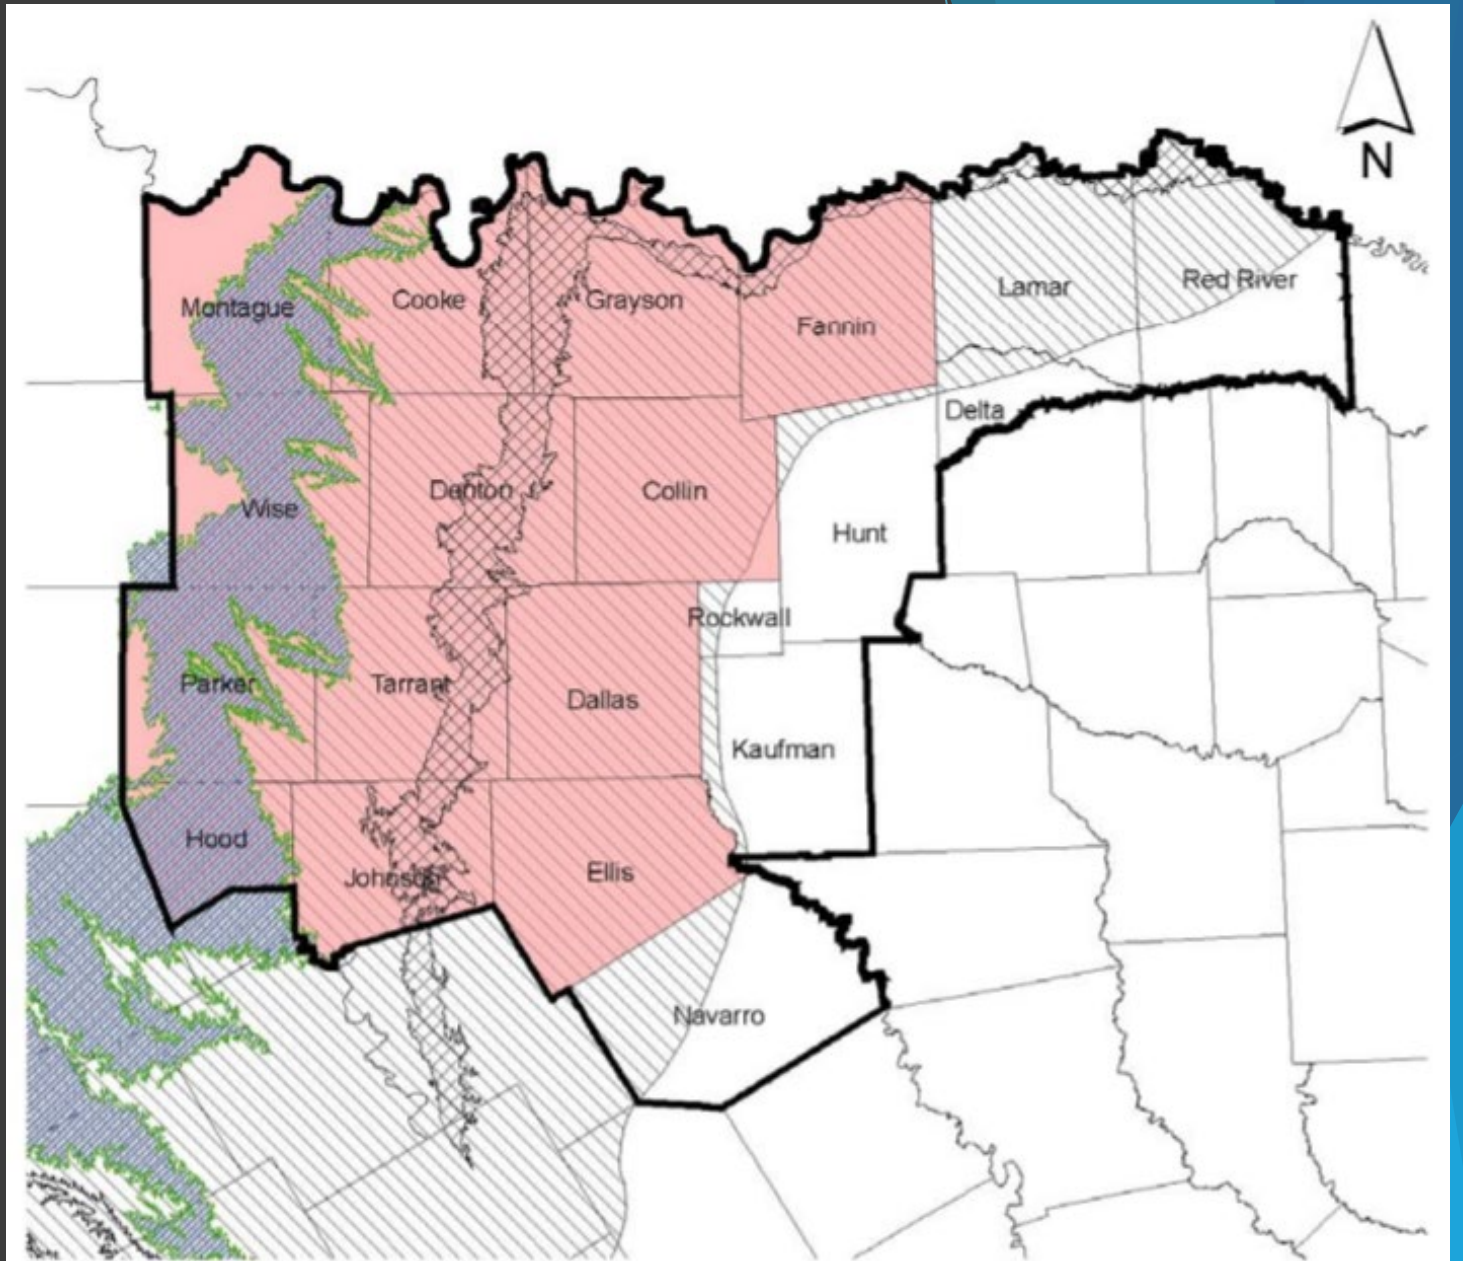 N
Montague
Cooke
Grayson
Fannin
Lamar
Red River
Delta
Wise
Denton
Collin
Hunt
Rockwall
Parker
Tarrant
Dallas
Kaufman
Hood
Johnson
Ellis
Navarro